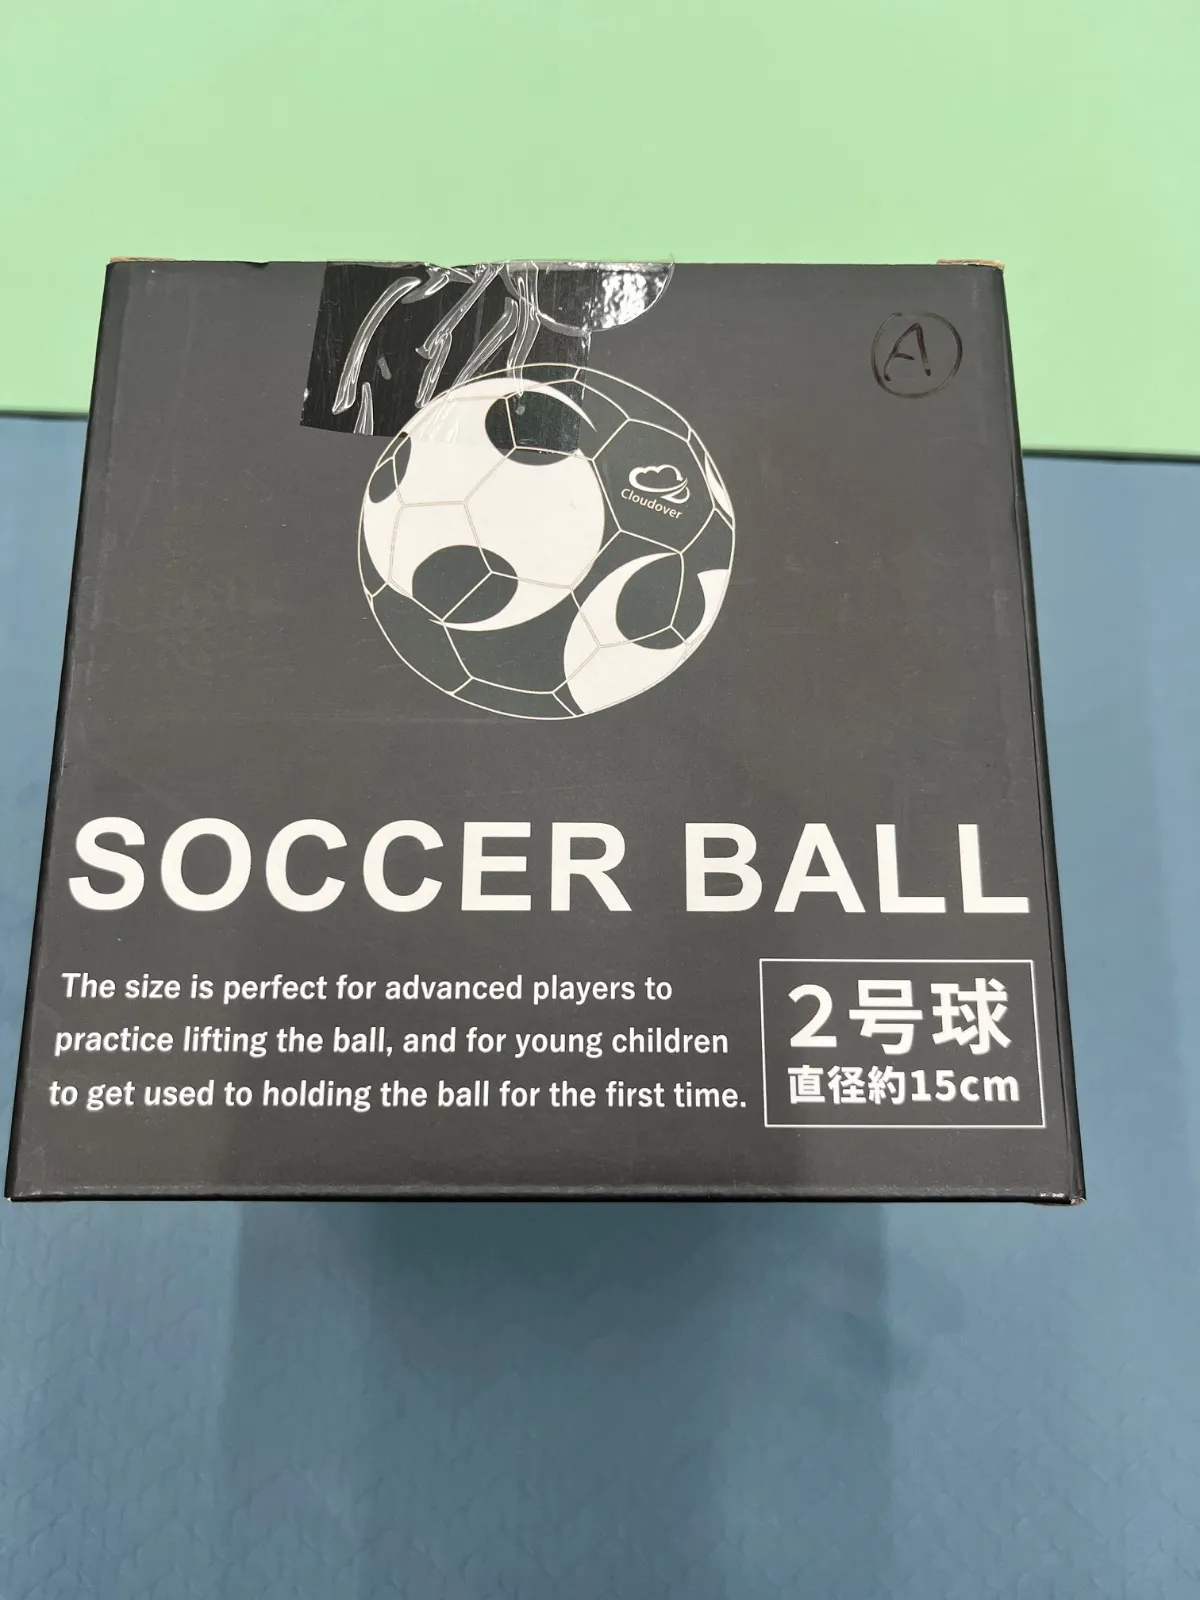 A
Cloudover
SOCCER BALL
The size is perfect for advanced players to
practice lifting the ball, and for young children
to get used to holding the ball for the first time.
2号球
直径約15cm